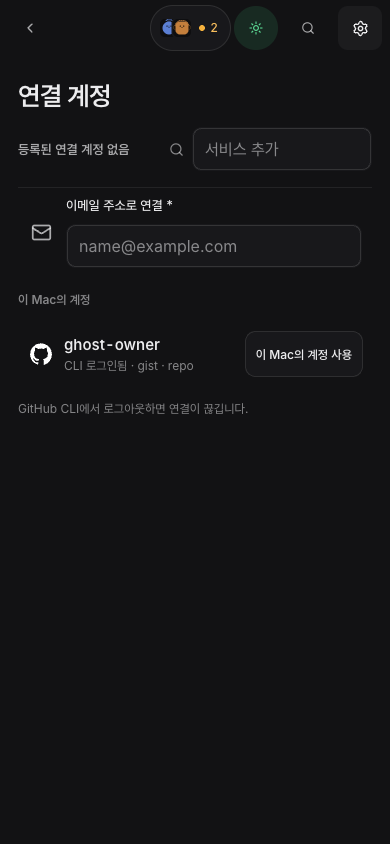 2
연결 계정
등록된 연결 계정 없음
서비스 추가
이메일 주소로 연결 *
name@example.com
이 Mac의 계정
ghost-owner
CLI 로그인됨 · gist · repo
이 Mac의 계정 사용
GitHub CLI에서 로그아웃하면 연결이 끊깁니다.